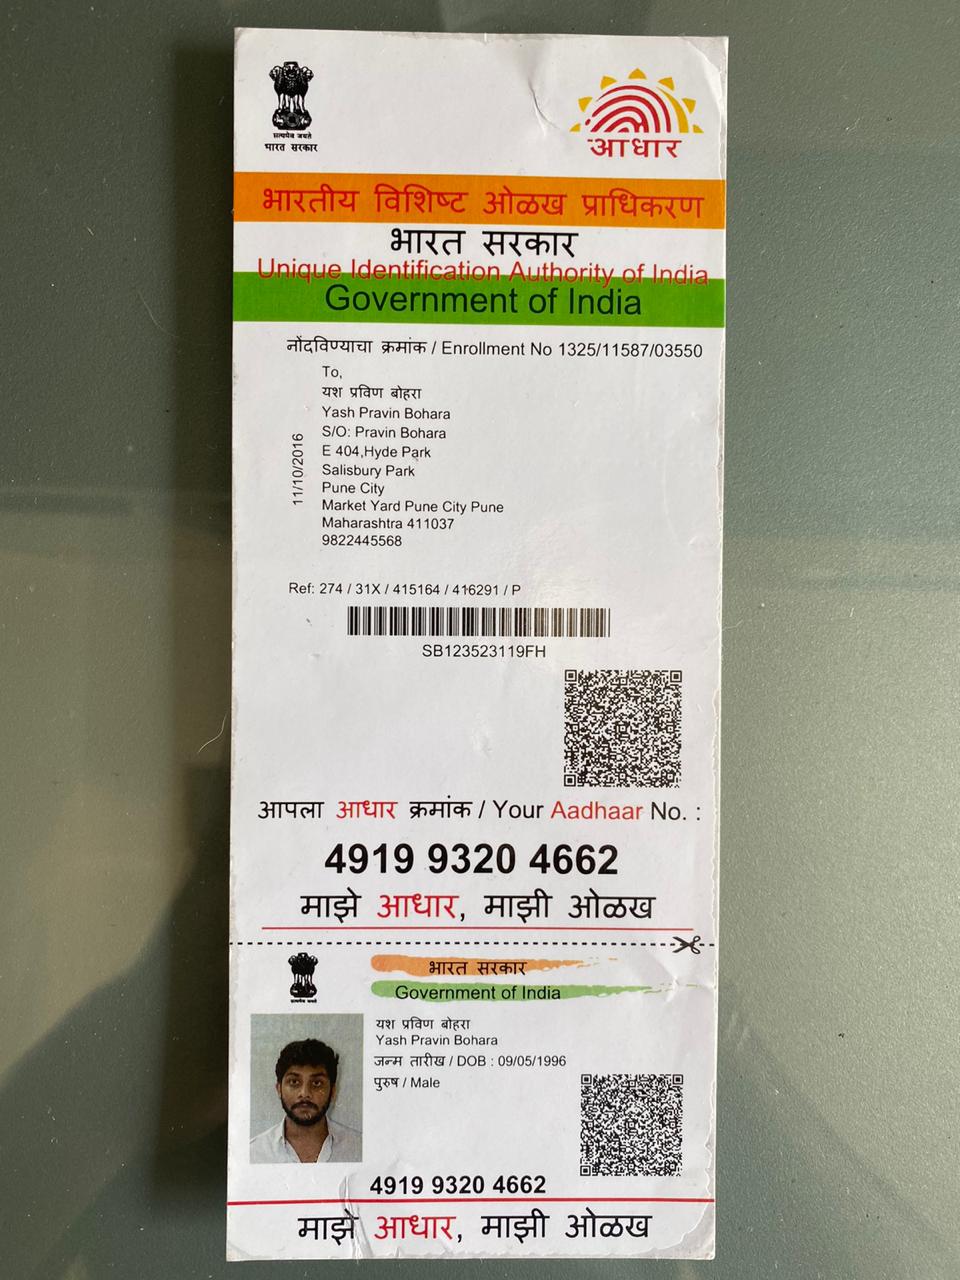 सत्यमेव जयते
भारत सरकार
आधार
भारतीय विशिष्ट ओळख प्राधिकरण
भारत सरकार
Unique Identification Authority of India
Government of India
नोंदविण्याचा क्रमांक / Enrollment No 1325/11587/03550
To,
यश प्रविण बोहरा
Yash Pravin Bohara
S/O: Pravin Bohara
E 404,Hyde Park
Salisbury Park
Pune City
Market Yard Pune City Pune
Maharashtra 411037
9822445568
11/10/2016
Ref: 274 / 31X / 415164 / 416291 / P
SB123523119FH
आपला आधार क्रमांक / Your Aadhaar No. :
4919 9320 4662
माझे आधार, माझी ओळख
सत्यमेव जयते
भारत सरकार
Government of India
यश प्रविण बोहरा
Yash Pravin Bohara
जन्म तारीख / DOB : 09/05/1996
पुरुष / Male
4919 9320 4662
माझे आधार, माझी ओळख